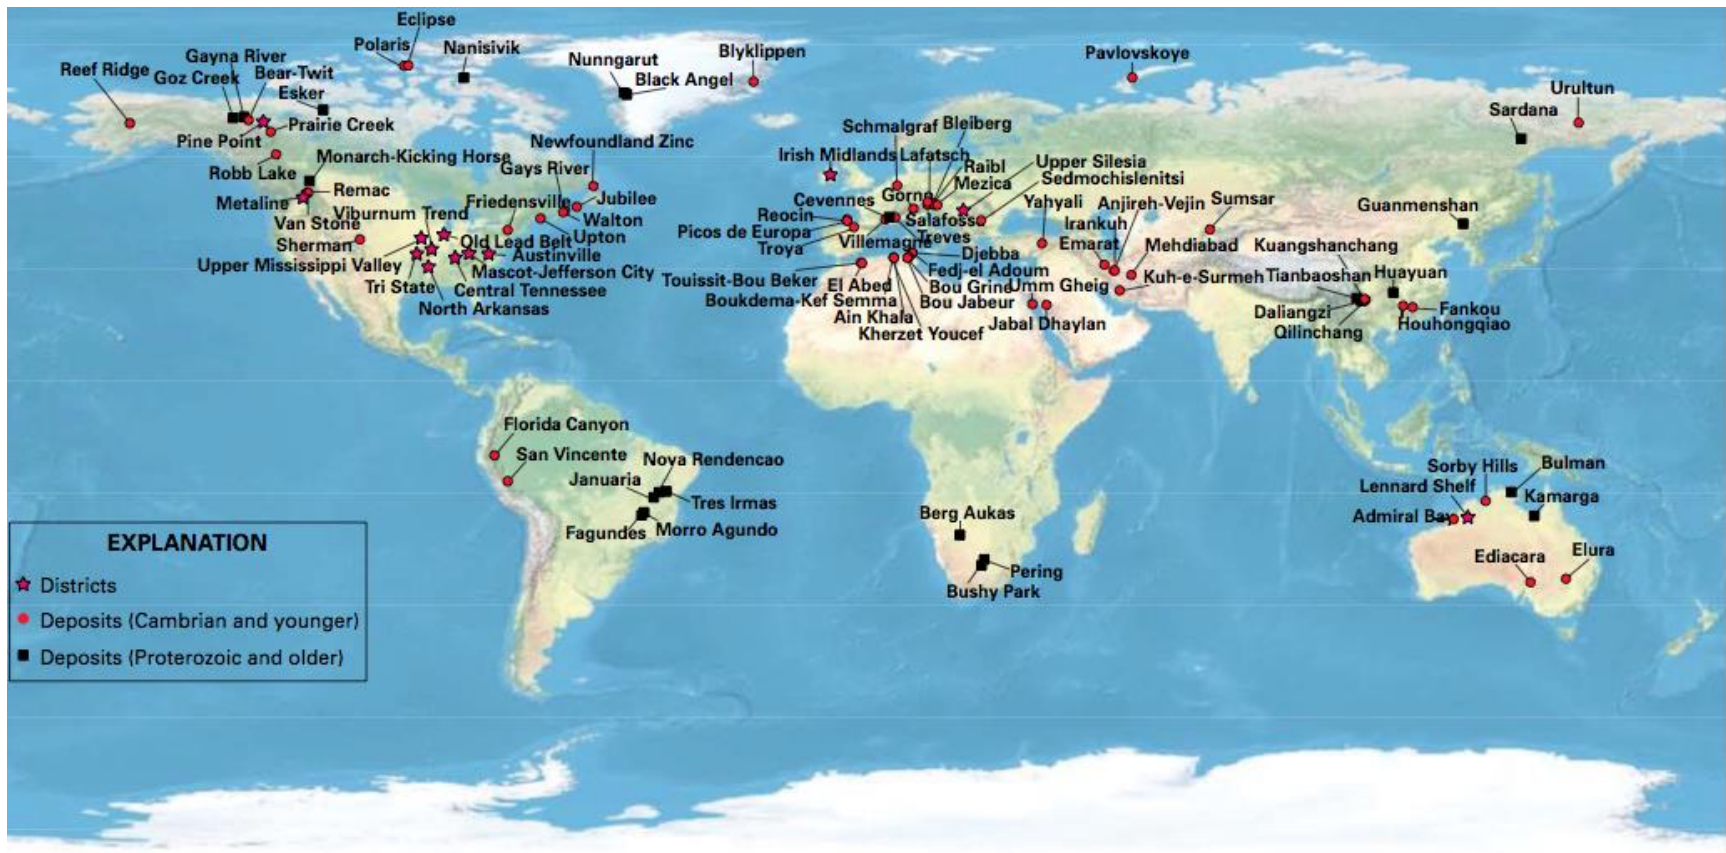 Eclipse
Polaris
Nanisivik
Gayna River
Reef Ridge
Goz Creek
Bear-Twit
Esker
Nunngarut
Black Angel
Blyklippen
Pavlovskoye
Urultun
Sardana
Pine Point
Prairie Creek
Robb Lake
Monarch-Kicking Horse
Newfoundland Zinc
Gays River
Metaline
Remac
Van Stone
Viburnum Trend
Friedensville
Jubilee
Walton
Upton
Sherman
Old Lead Belt
Austinville
Upper Mississippi Valley
Mascot-Jefferson City
Tri State
Central Tennessee
North Arkansas
Schmalgraf
Bleiberg
Irish Midlands
Lafatsch
Raibl
Mezica
Upper Silesia
Sedmochislenitsi
Cevennes
Gorno
Reocin
Picos de Europa
Troya
Salafossa
Villemagne
Treves
Djebba
Fedj-el Adoum
Touissit-Bou Beker
El Abed
Bou Grine
Boukdema-Kef Semma
Bou Jabeur
Ain Khala
Kherzet Youcef
Umm Gheig
Jabal Dhaylan
Yahyali
Irankuh
Anjireh-Vejin
Emarat
Mehdiabad
Kuh-e-Surmeh
Sumsar
Guanmenshan
Kuangshanchang
Tianbaoshan
Huayuan
Daliangzi
Qilinchang
Fankou
Houhongqiao
Florida Canyon
San Vincente
Nova Rendencao
Januaria
Tres Irmas
Fagundes
Morro Agundo
Berg Aukas
Pering
Bushy Park
Sorby Hills
Bulman
Lennard Shelf
Kamarga
Admiral Bay
Ediacara
Elura
EXPLANATION
Districts
Deposits (Cambrian and younger)
Deposits (Proterozoic and older)